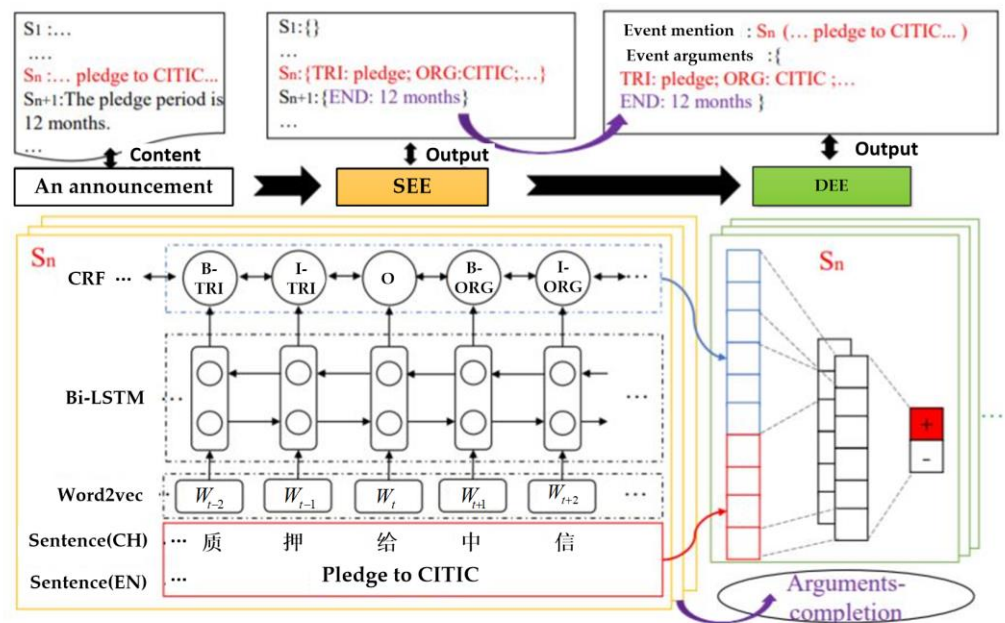 S1 :…
….
Sn :… pledge to CITIC...
Sn+1:The pledge period is
12 months.
…
S1:{}
….
Sn:{TRI: pledge; ORG:CITIC;…}
Sn+1:{END: 12 months}
…
Event mention : Sn (… pledge to CITIC... )
Event arguments :{
TRI: pledge; ORG: CITIC ;…
END: 12 months }
Content
Output
Output
An announcement
SEE
DEE
Sn
CRF ... B-TRI I-TRI O B-ORG I-ORG ...
Bi-LSTM ... ...
Word2vec ... Wt-2 Wt-1 Wt Wt+1 Wt+2 ...
Sentence(CH) ... 质 押 给 中 信
Sentence(EN) ... Pledge to CITIC
Sn
+
-
...
Arguments-
completion